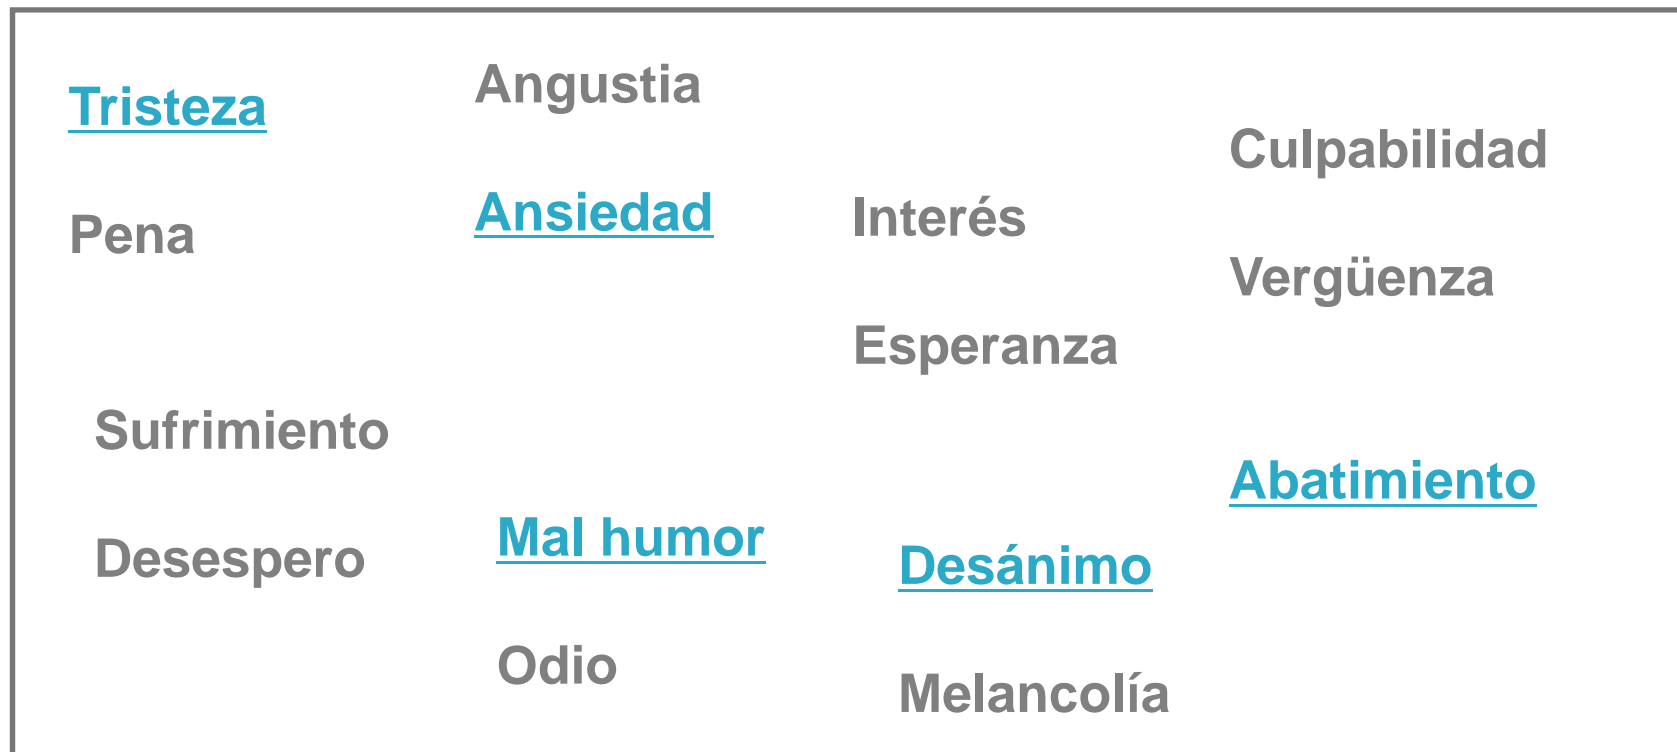 Tristeza
Pena
Angustia
Ansiedad
Interés
Esperanza
Culpabilidad
Vergüenza
Sufrimiento
Desespero
Mal humor
Odio
Desánimo
Melancolía
Abatimiento